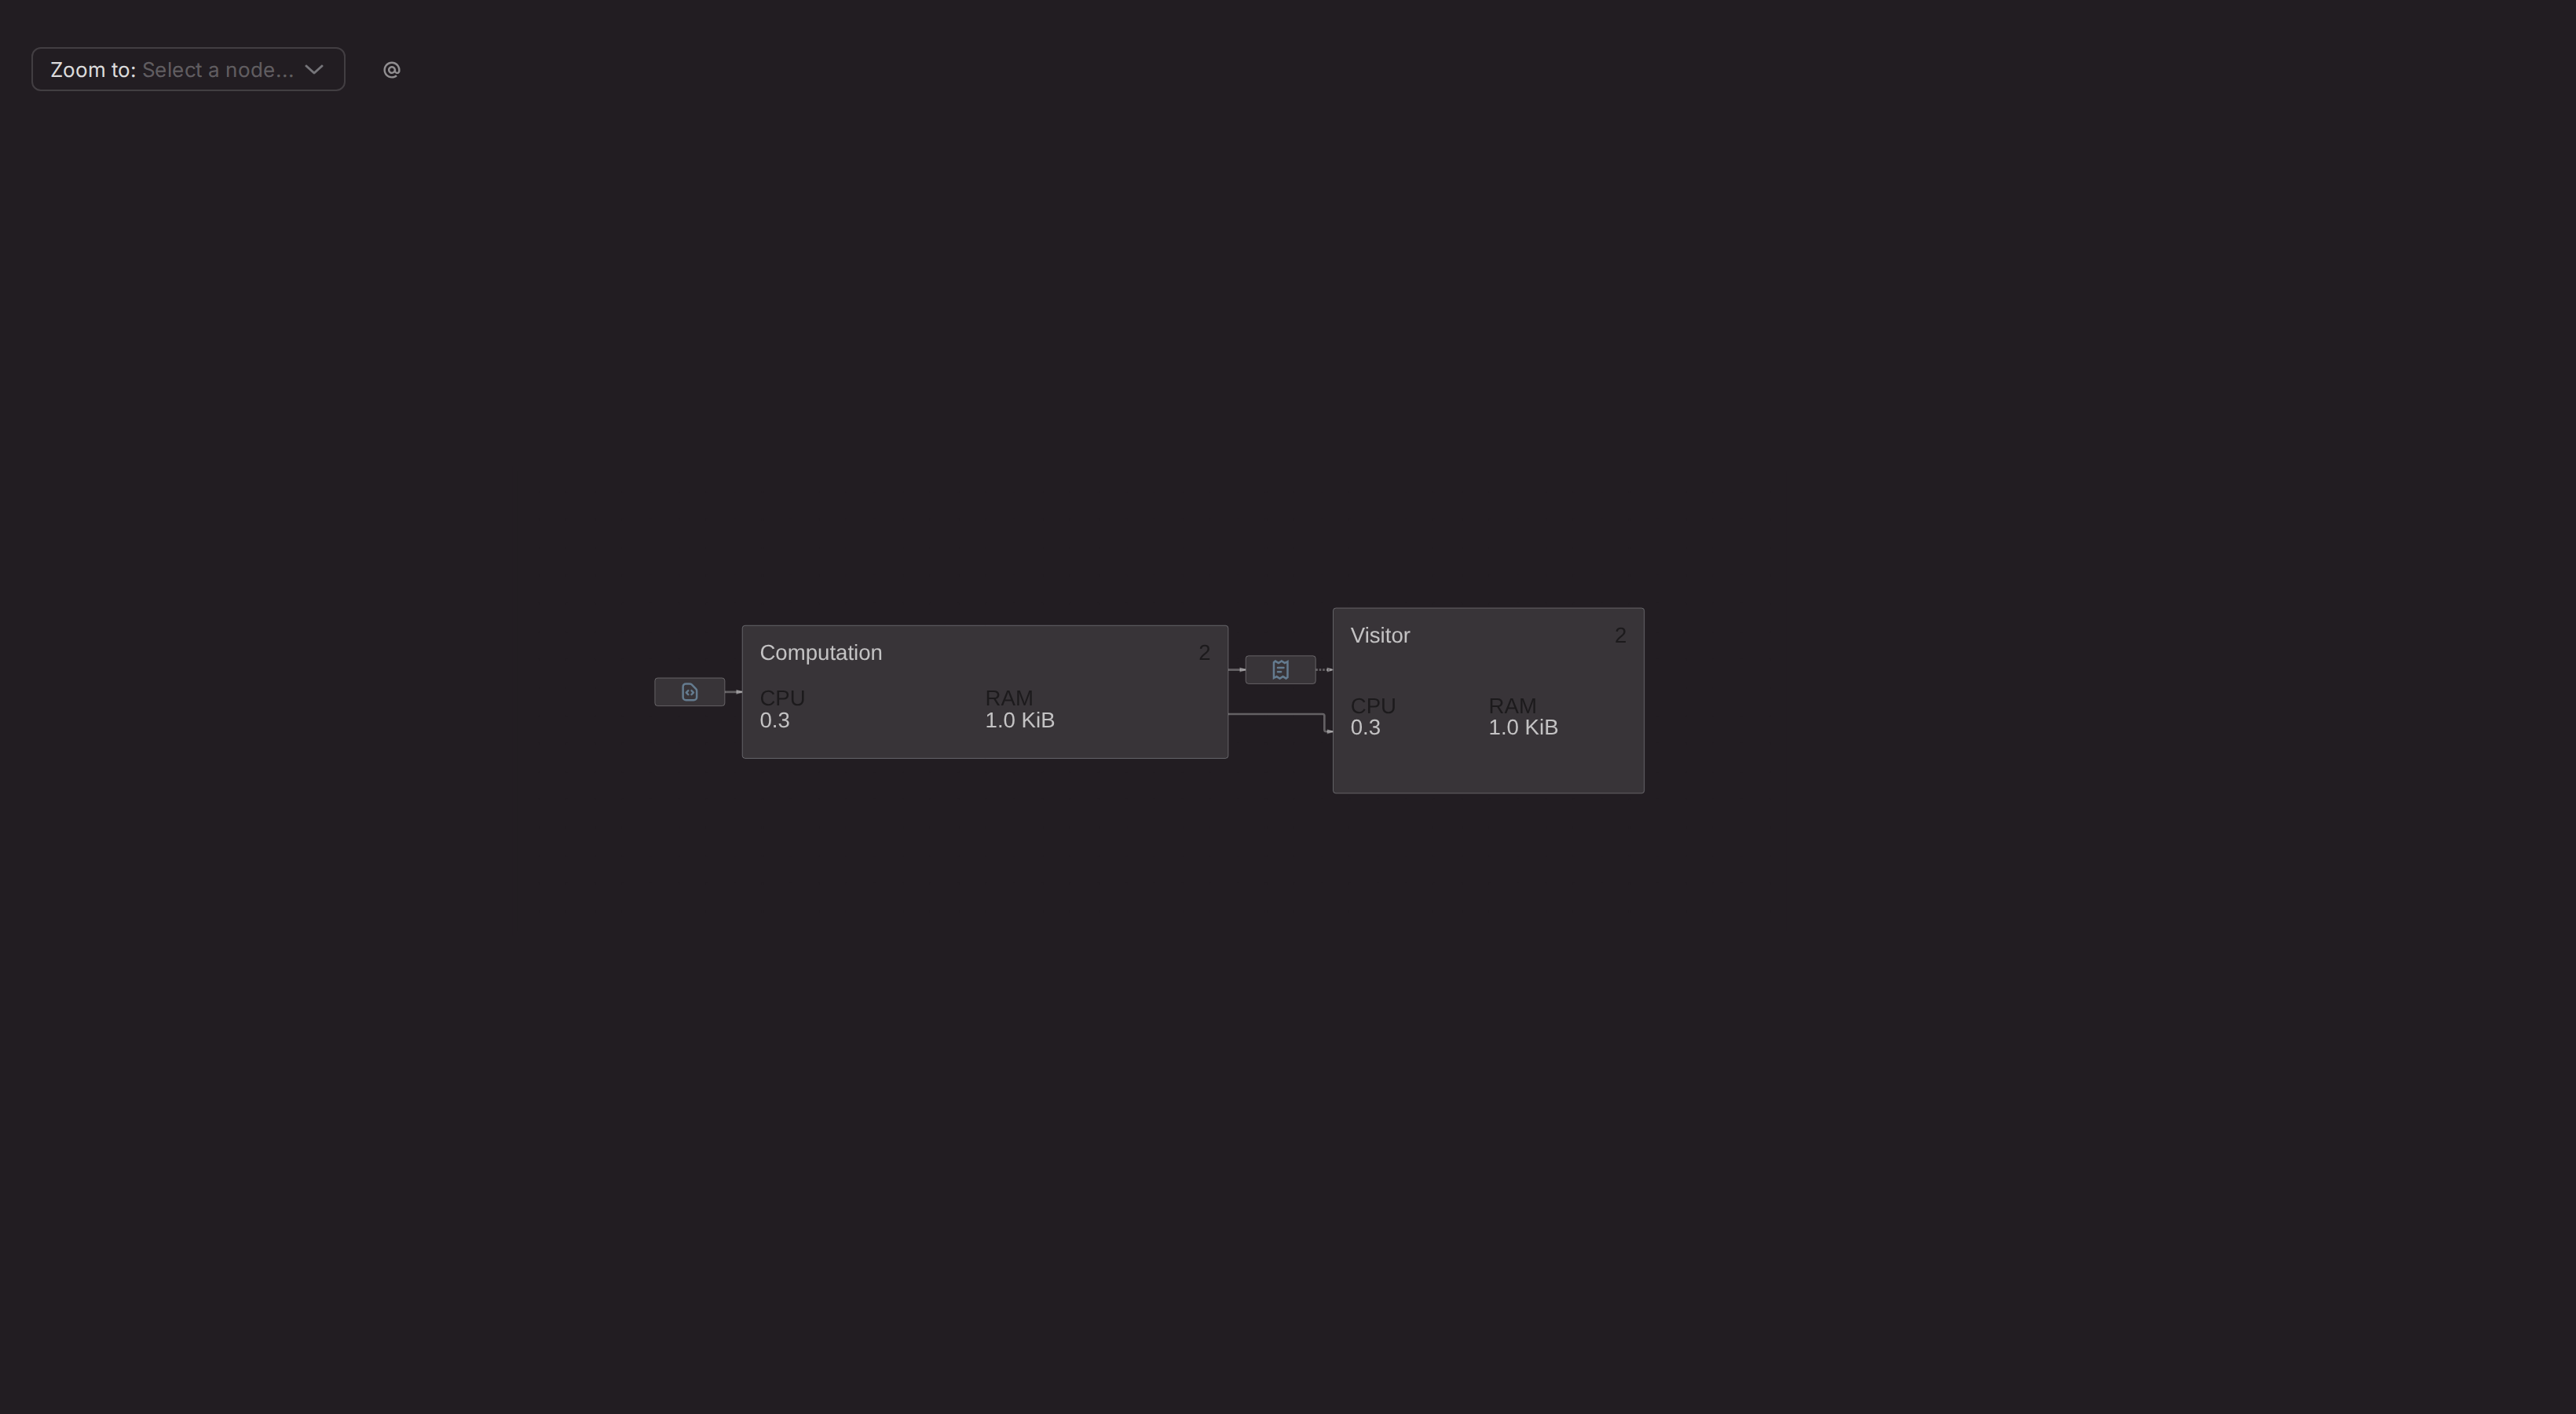 Zoom to: Select a node... @
Computation 2
CPU RAM
0.3 1.0 KiB
Visitor 2
CPU RAM
0.3 1.0 KiB